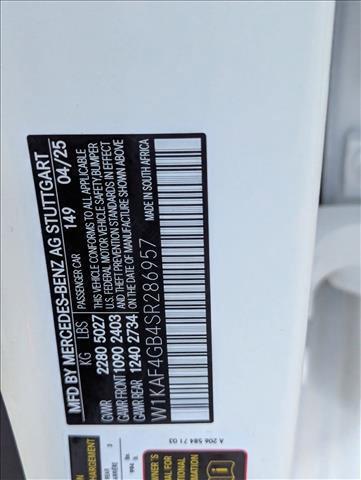 MFD BY MERCEDES-BENZ AG STUTTGART
PASSENGER CAR 149 04/25
KG LBS
GVWR 2280 5027
GAWR FRONT 1090 2403
GAWR REAR 1240 2734
THIS VEHICLE CONFORMS TO ALL APPLICABLE
U.S. FEDERAL MOTOR VEHICLE SAFETY, BUMPER
AND THEFT PREVENTION STANDARDS IN EFFECT
ON THE DATE OF MANUFACTURE SHOWN ABOVE
MADE IN SOUTH AFRICA
W1KAF4GB4SR286957
A 206 584 71 03
CHARGEMENT